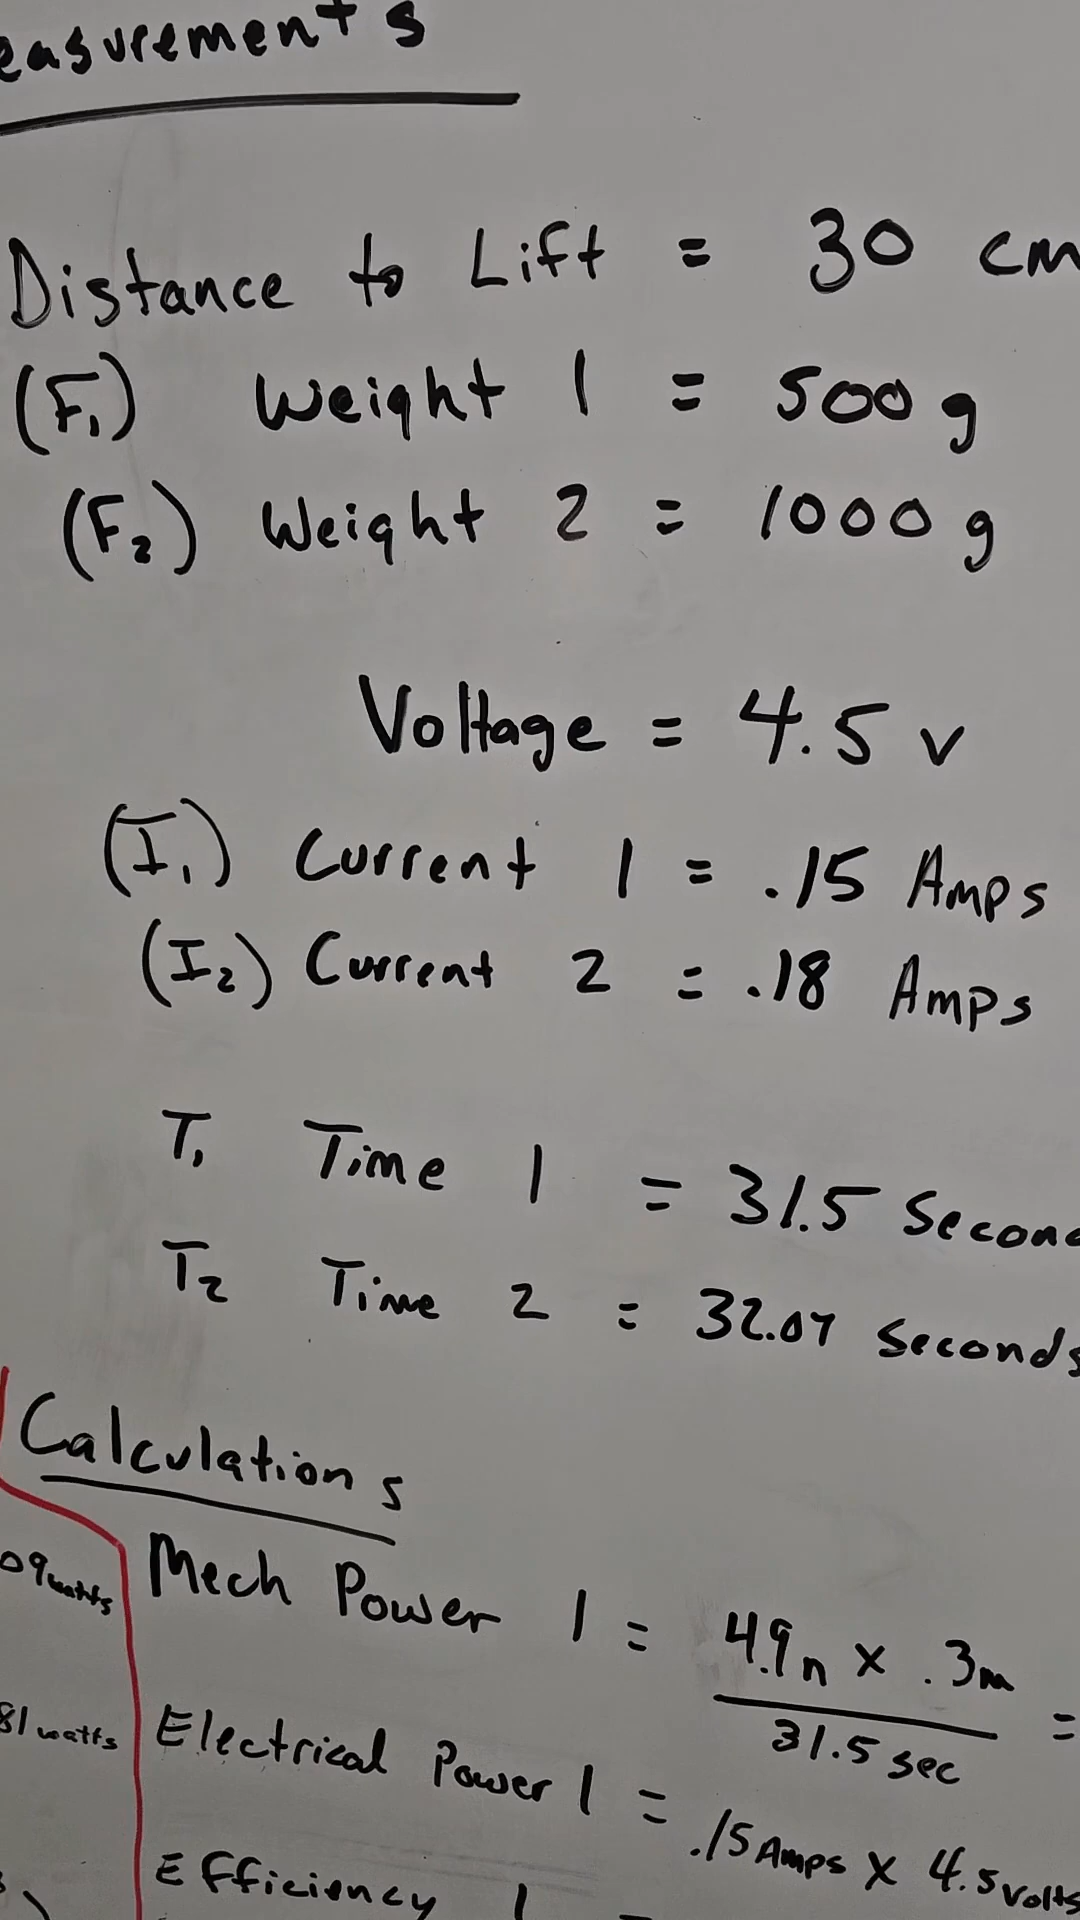 easurements
Distance to Lift = 30 cm
(F1) Weight 1 = 500 g
(F2) Weight 2 = 1000 g
Voltage = 4.5 v
(I1) Current 1 = .15 Amps
(I2) Current 2 = .18 Amps
T1 Time 1 = 31.5 Secon
T2 Time 2 = 32.07 Seconds
Calculations
09watts Mech Power 1 = 4.9n x .3m =
31.5 sec
81 watts Electrical Power 1 = .15 Amps x 4.5 Volts
Efficiency 1 =